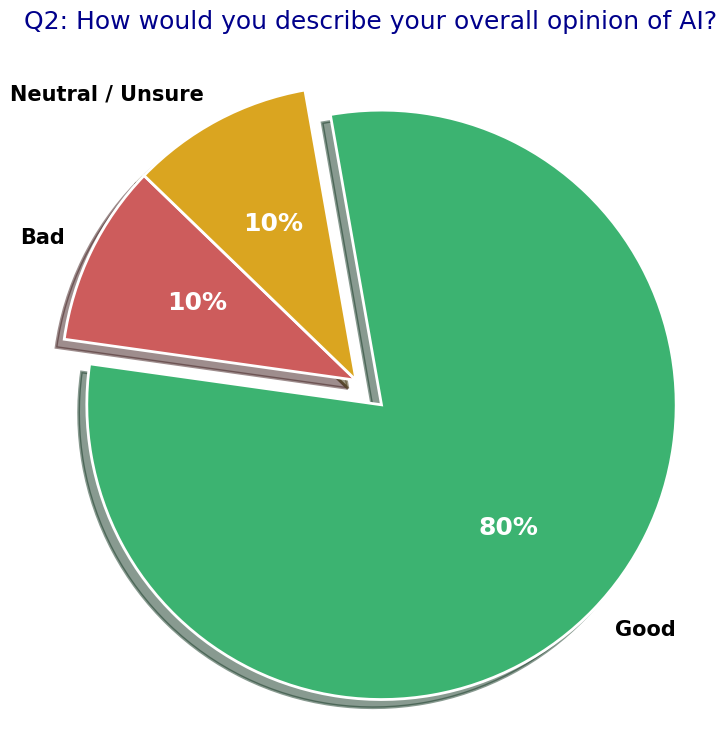 Q2: How would you describe your overall opinion of AI?
Neutral / Unsure
10%
Bad
10%
80%
Good